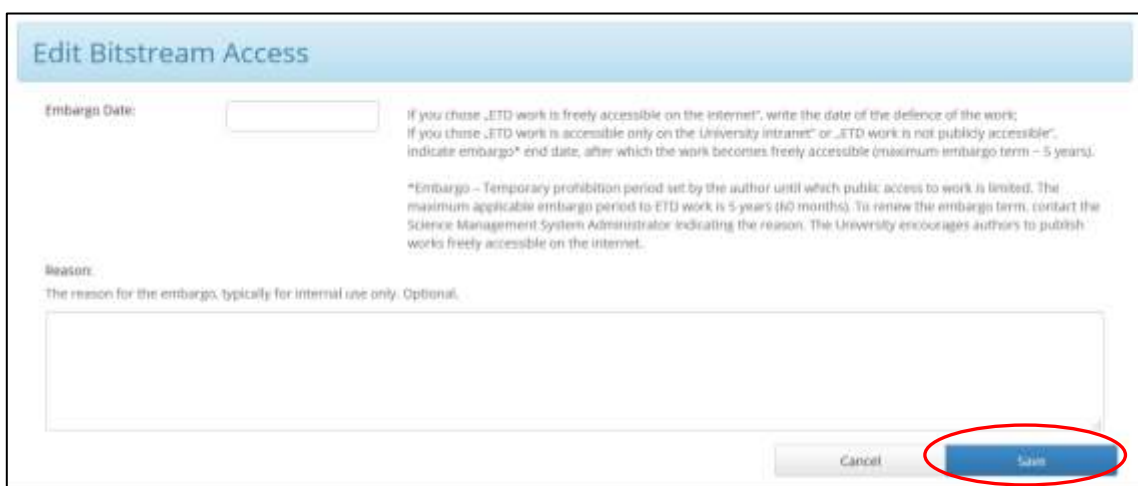 Edit Bitstream Access
Embargo Date:
If you chose „ETD work is freely accessible on the internet“, write the date of the defence of the work;
If you chose „ETD work is accessible only on the University intranet“ or „ETD work is not publicly accessible“,
indicate embargo* end date, after which the work becomes freely accessible (maximum embargo term – 5 years).
*Embargo – Temporary prohibition period set by the author until which public access to work is limited. The
maximum applicable embargo period to ETD work is 5 years (60 months). To renew the embargo term, contact the
Science Management System Administrator indicating the reason. The University encourages authors to publish
works freely accessible on the internet.
Reason:
The reason for the embargo, typically for internal use only. Optional.
Cancel
Save